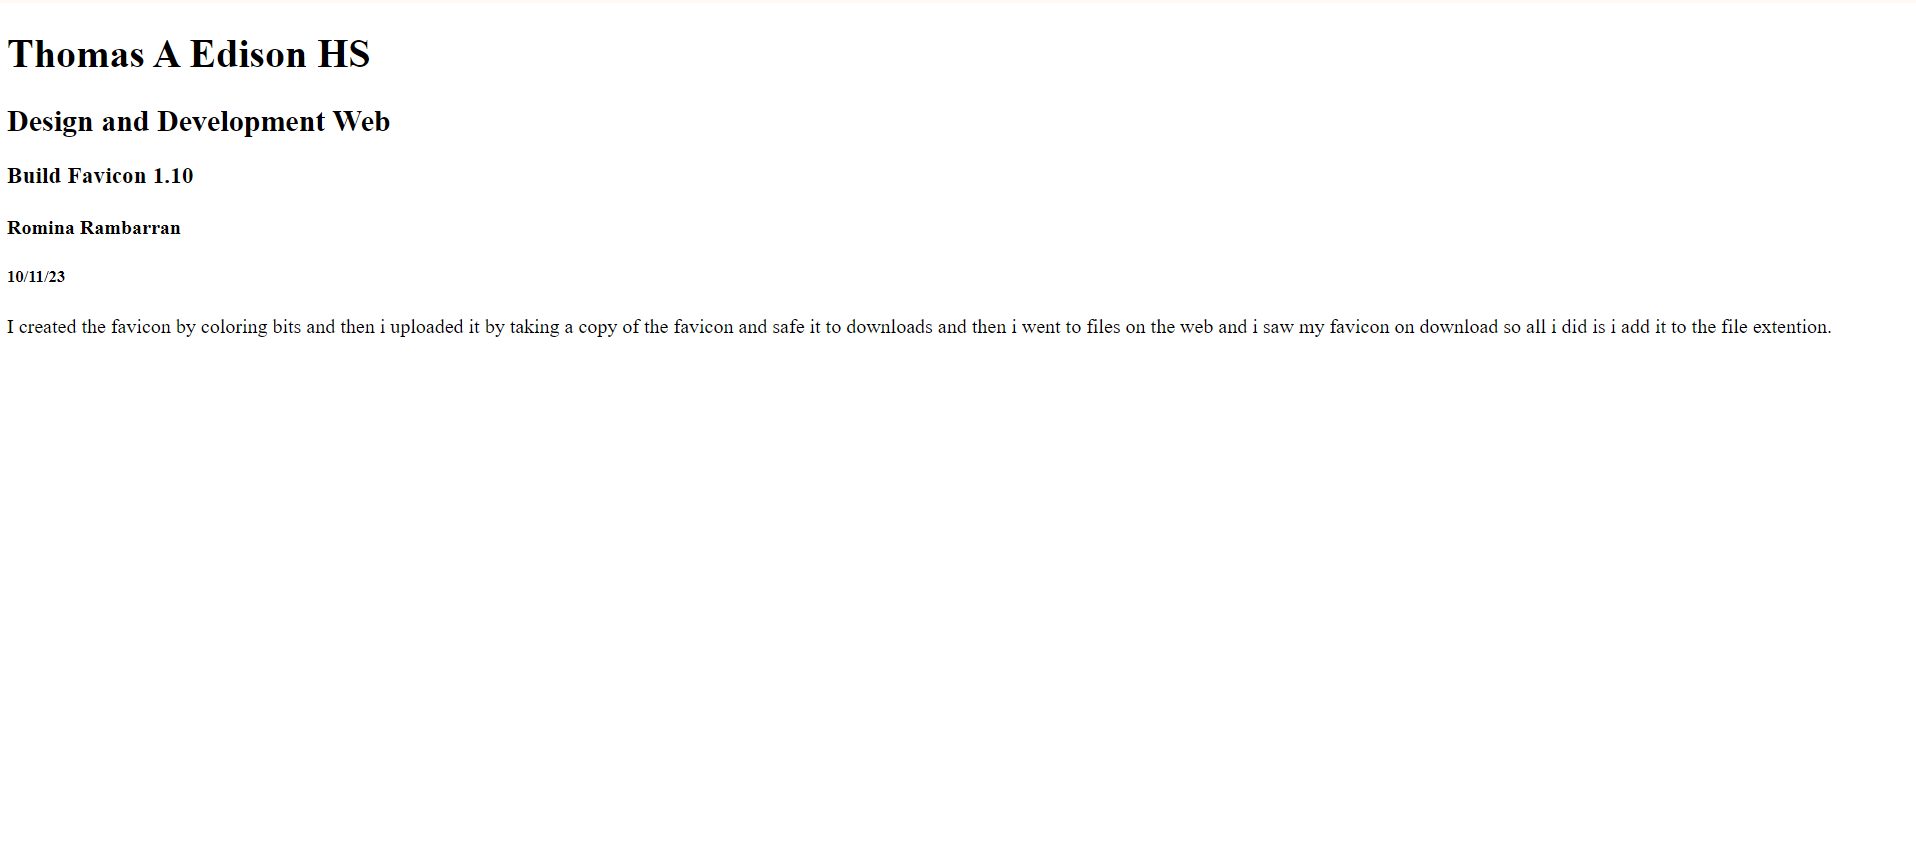 Thomas A Edison HS
Design and Development Web
Build Favicon 1.10
Romina Rambarran
10/11/23
I created the favicon by coloring bits and then i uploaded it by taking a copy of the favicon and safe it to downloads and then i went to files on the web and i saw my favicon on download so all i did is i add it to the file extention.